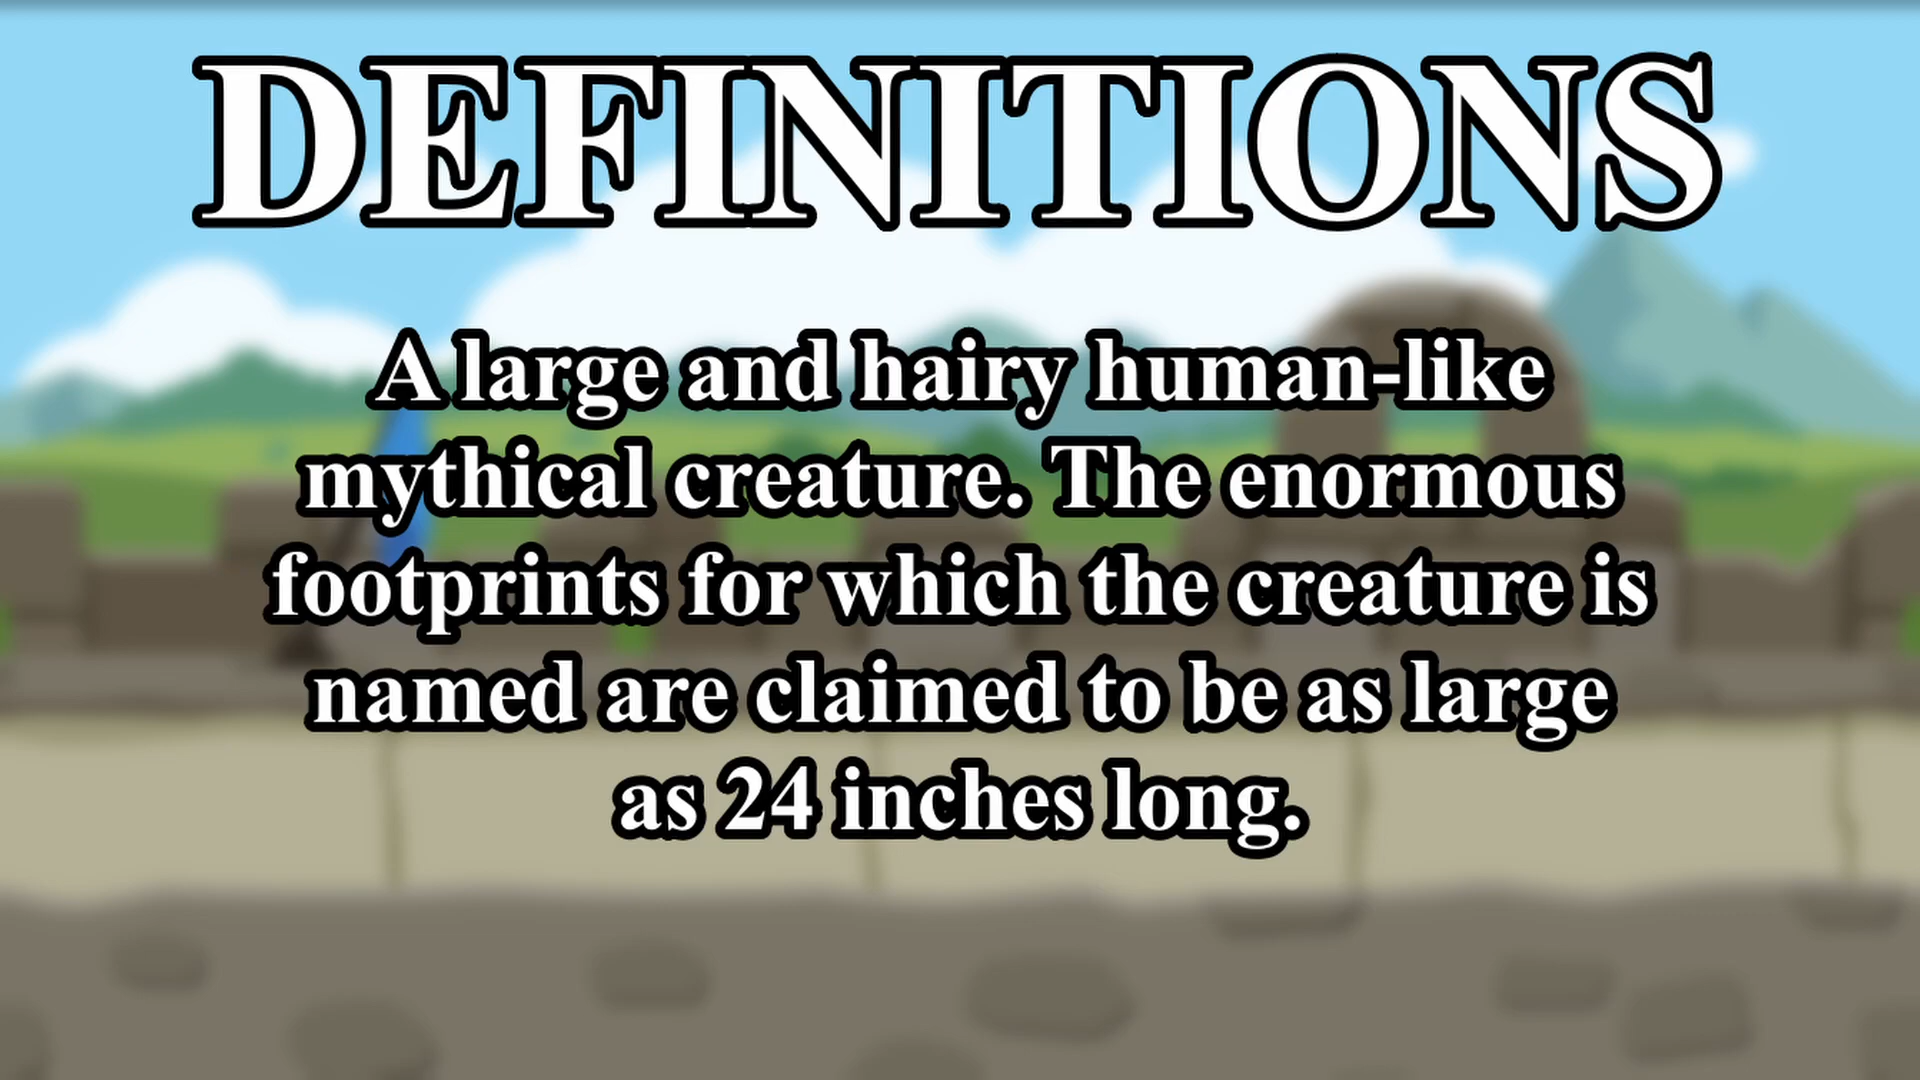 DEFINITIONS
A large and hairy human-like
mythical creature. The enormous
footprints for which the creature is
named are claimed to be as large
as 24 inches long.